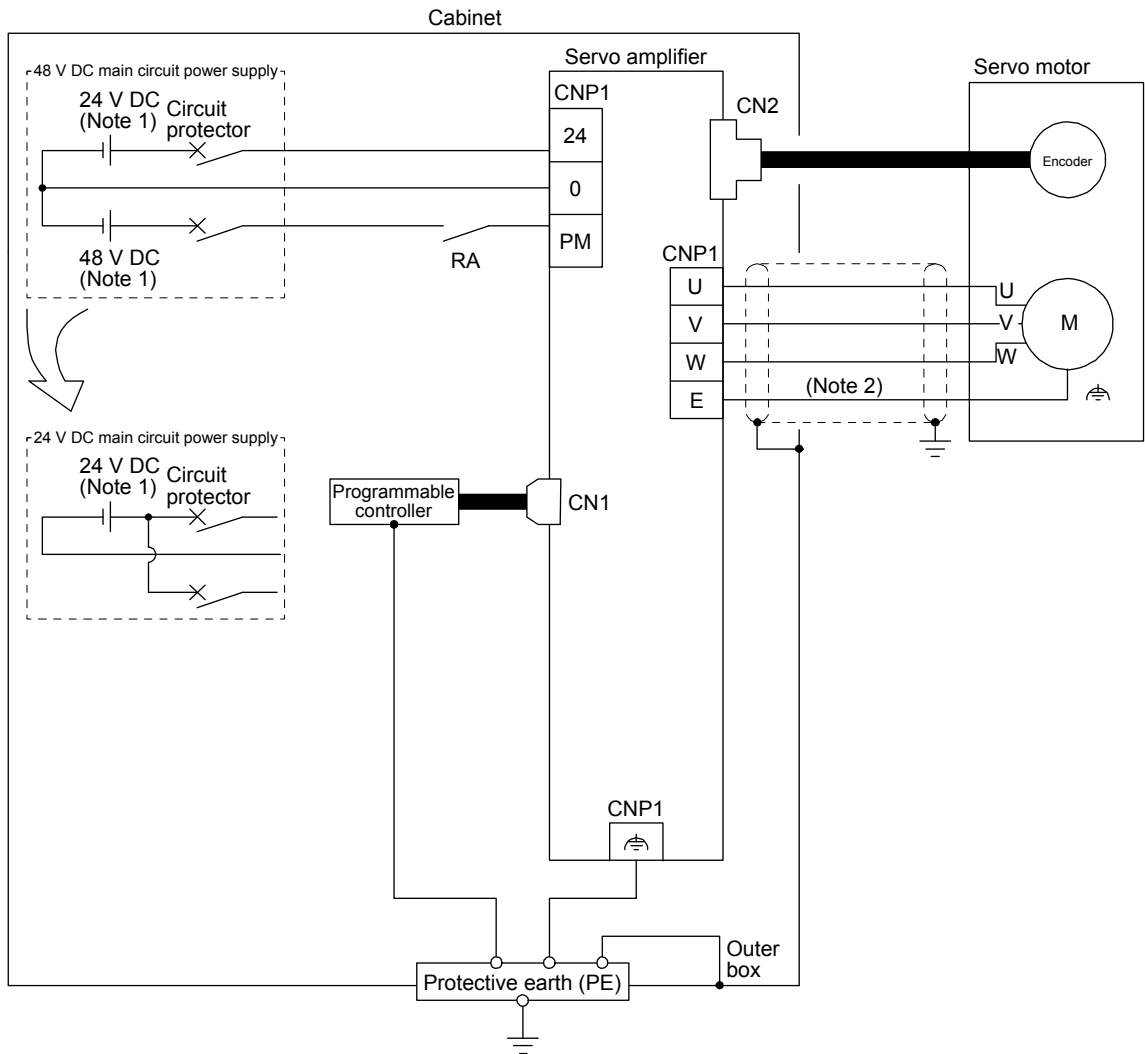 Cabinet
Servo amplifier
Servo motor
48 V DC main circuit power supply
24 V DC
(Note 1)
Circuit
protector
48 V DC
(Note 1)
RA
CNP1
24
0
PM
CN2
Encoder
CNP1
U
V
W
E
U
V
W
M
(Note 2)
24 V DC main circuit power supply
24 V DC
(Note 1)
Circuit
protector
Programmable
controller
CN1
CNP1
Outer
box
Protective earth (PE)